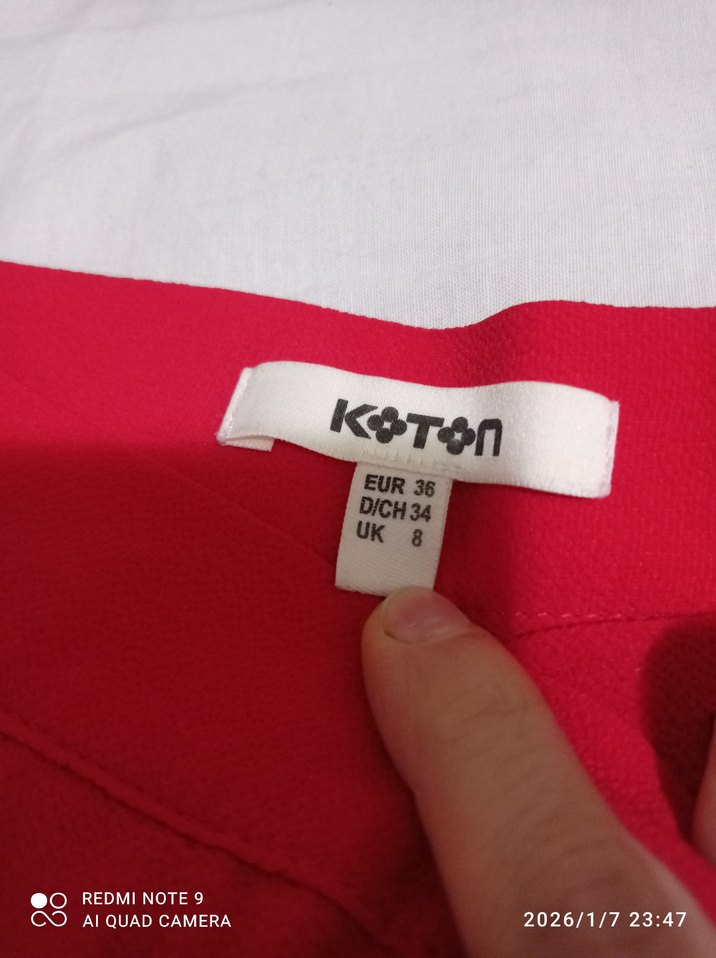 KOTON
EUR 36
D/CH 34
UK 8
REDMI NOTE 9
AI QUAD CAMERA
2026/1/7 23:47